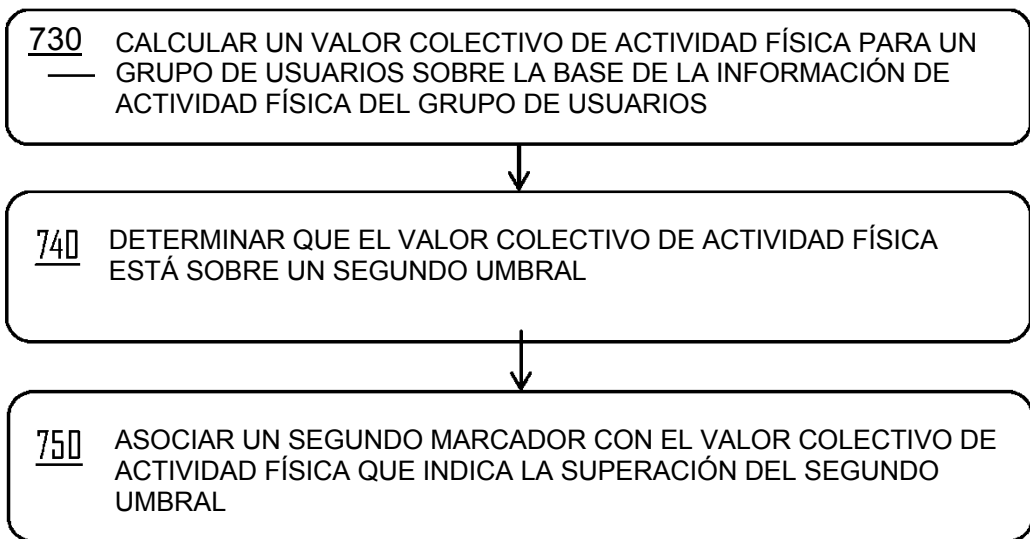 730 CALCULAR UN VALOR COLECTIVO DE ACTIVIDAD FÍSICA PARA UN
GRUPO DE USUARIOS SOBRE LA BASE DE LA INFORMACIÓN DE
ACTIVIDAD FÍSICA DEL GRUPO DE USUARIOS
740 DETERMINAR QUE EL VALOR COLECTIVO DE ACTIVIDAD FÍSICA
ESTÁ SOBRE UN SEGUNDO UMBRAL
750 ASOCIAR UN SEGUNDO MARCADOR CON EL VALOR COLECTIVO DE
ACTIVIDAD FÍSICA QUE INDICA LA SUPERACIÓN DEL SEGUNDO
UMBRAL